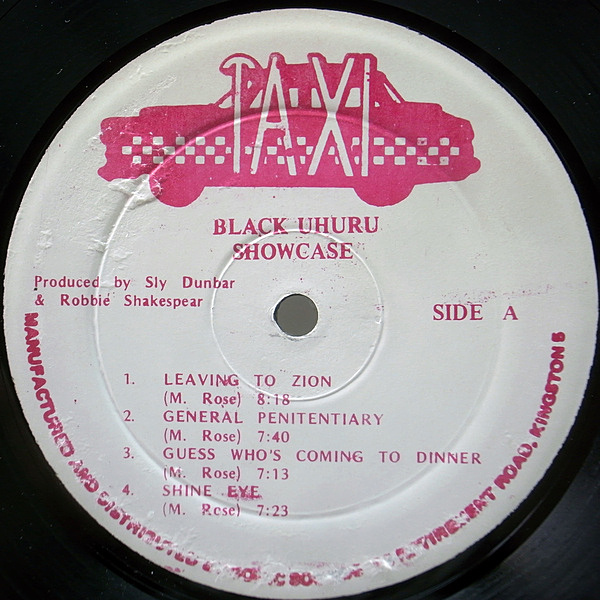 TAXI
BLACK UHURU
SHOWCASE
Produced by Sly Dunbar
& Robbie Shakespear
SIDE A
1. LEAVING TO ZION
(M. Rose) 8:18
2. GENERAL PENITENTIARY
(M. Rose) 7:40
3. GUESS WHO'S COMING TO DINNER
(M. Rose) 7:13
4. SHINE EYE
(M. Rose) 7:23
MANUFACTURED AND DISTRIBUTED ROAD, KINGSTON 5